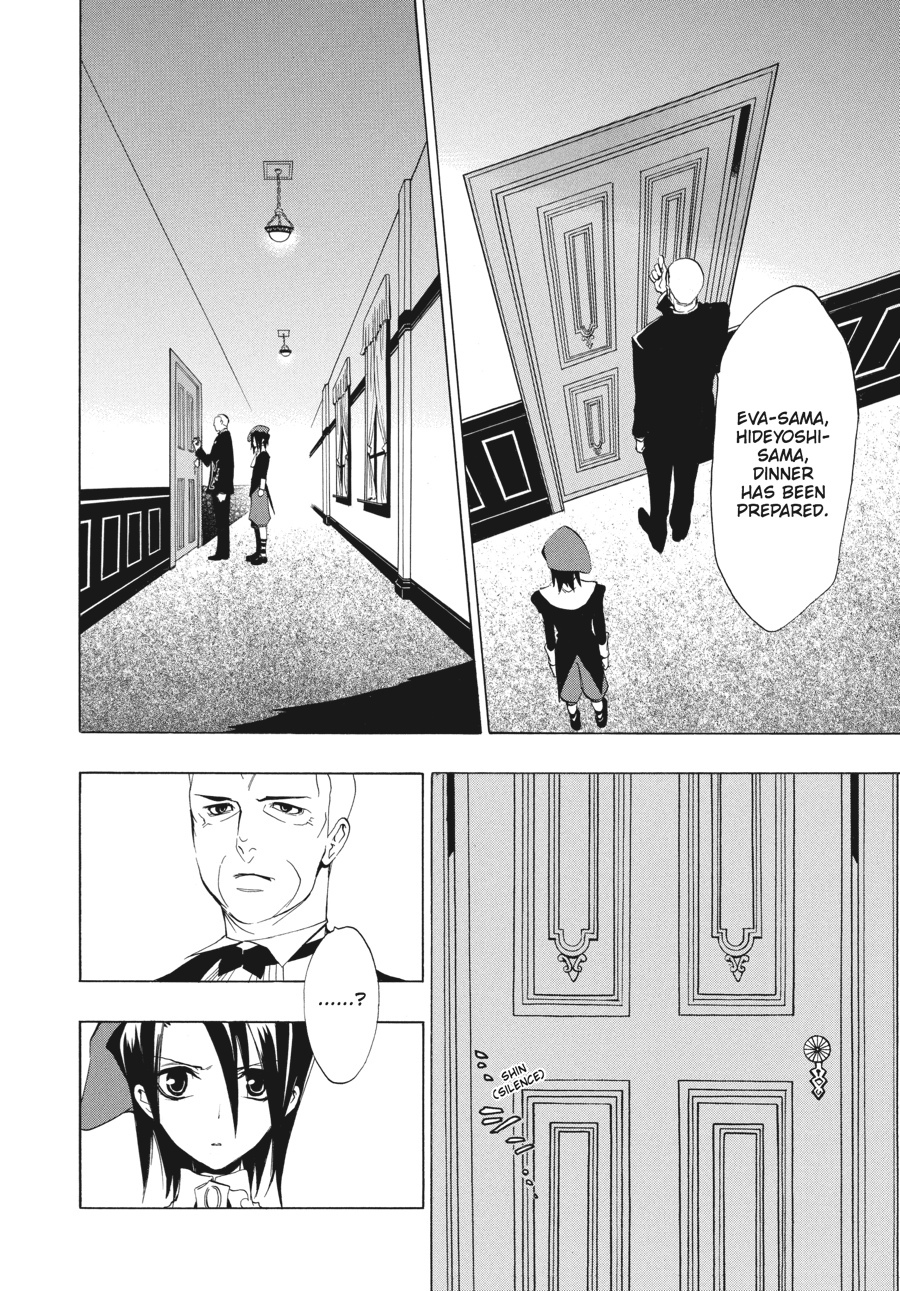 EVA-SAMA,
HIDEYOSHI-
SAMA,
DINNER
HAS BEEN
PREPARED.
SHIN
(SILENCE)
......?